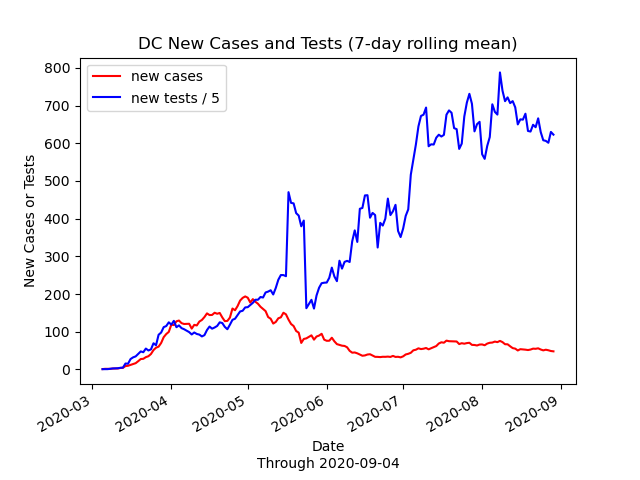 DC New Cases and Tests (7-day rolling mean)
new cases
new tests / 5
New Cases or Tests
800
700
600
500
400
300
200
100
0
2020-03
2020-04
2020-05
2020-06
2020-07
2020-08
2020-09
Date
Through 2020-09-04